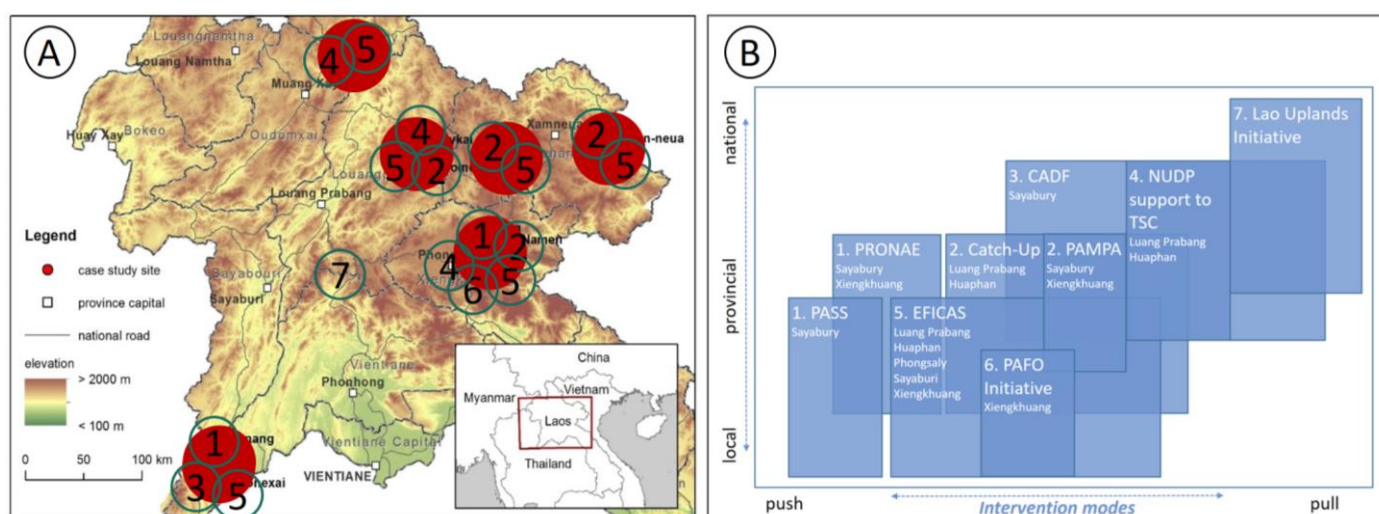 A
Louangnamtha
Louang Namtha
4
5
Muang Xay
Huay Xay
Bokeo
Oudomxai
4
5
2
2
5
Xamneua
2
5
n-neua
Louang Prabang
1
2
Namen
4
6
5
7
Legend
case study site
province capital
national road
elevation
> 2000 m
< 100 m
0 50 100 km
Sayabouri
Sayaburi
Vientiane
Phonhong
Vientiane Capital
VIENTIANE
1
3
5
China
Myanmar
Vietnam
Laos
Thailand
B
national
provincial
local
7. Lao Uplands
Initiative
3. CADF
Sayabury
4. NUDP
support to
TSC
Luang Prabang
Huaphan
1. PRONAE
Sayabury
Xiengkhuang
2. Catch-Up
Luang Prabang
Huaphan
2. PAMPA
Sayabury
Xiengkhuang
1. PASS
Sayabury
5. EFICAS
Luang Prabang
Huaphan
Phongsaly
Sayaburi
Xiengkhuang
6. PAFO
Initiative
Xiengkhuang
push
Intervention modes
pull